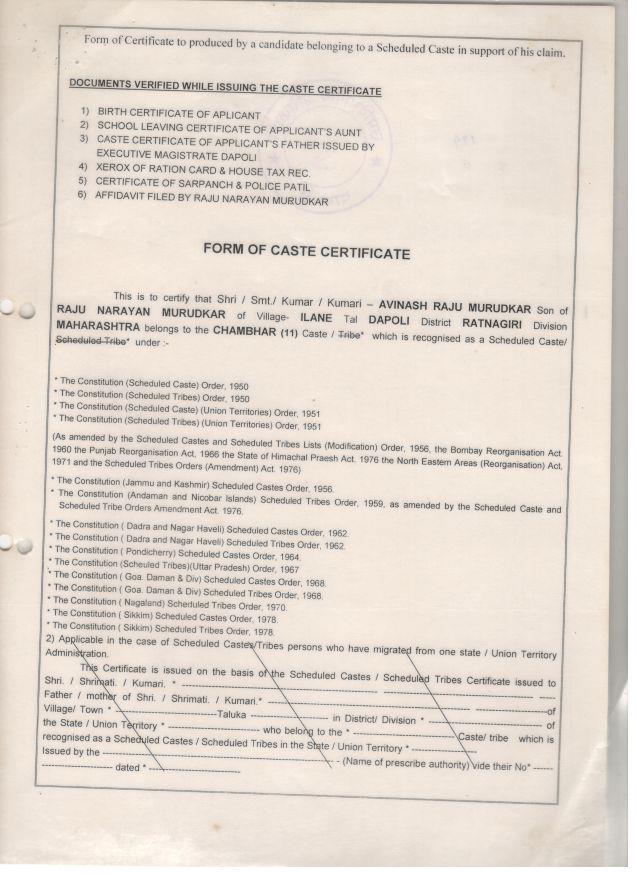 Form of Certificate to produced by a candidate belonging to a Scheduled Caste in support of his claim.
DOCUMENTS VERIFIED WHILE ISSUING THE CASTE CERTIFICATE
1) BIRTH CERTIFICATE OF APLICANT
2) SCHOOL LEAVING CERTIFICATE OF APPLICANT'S AUNT
3) CASTE CERTIFICATE OF APPLICANT'S FATHER ISSUED BY
EXECUTIVE MAGISTRATE DAPOLI
4) XEROX OF RATION CARD & HOUSE TAX REC.
5) CERTIFICATE OF SARPANCH & POLICE PATIL
6) AFFIDAVIT FILED BY RAJU NARAYAN MURUDKAR
FORM OF CASTE CERTIFICATE
This is to certify that Shri / Smt./ Kumar / Kumari – AVINASH RAJU MURUDKAR Son of
RAJU NARAYAN MURUDKAR of Village- ILANE Tal DAPOLI District RATNAGIRI Division
MAHARASHTRA belongs to the CHAMBHAR (11) Caste / Tribe* which is recognised as a Scheduled Caste/
Scheduled Tribe* under :-
* The Constitution (Scheduled Caste) Order, 1950
* The Constitution (Scheduled Tribes) Order, 1950
* The Constitution (Scheduled Caste) (Union Territories) Order, 1951
* The Constitution (Scheduled Tribes) (Union Territories) Order, 1951
(As amended by the Scheduled Castes and Soheduled Tribes Lists (Modification) Order, 1956, the Bombay Reorganisation Act
1960 the Punjab Reorganisation Act, 1966 the State of Himachal Praesh Act. 1976 the North Eastern Areas (Reorganisation) Act,
1971 and the Scheduled Tribes Orders (Amendment) Act. 1976)
* The Constitution (Jammu and Kashmir) Scheduled Castes Order, 1956.
* The Constitution (Andaman and Nicobar Islands) Scheduled Tribes Order, 1959, as amended by the Scheduled Caste and
Scheduled Tribe Orders Amendment Act. 1976.
* The Constitution ( Dadra and Nagar Haveli) Scheduled Castes Order, 1962.
* The Constitution ( Dadra and Nagar Haveli) Scheduled Tribes Order, 1962.
* The Constitution ( Pondicherry) Scheduled Castes Order, 1964.
* The Constitution (Scheuled Tribes)(Uttar Pradesh) Order, 1967
* The Constitution ( Goa. Daman & Div) Scheduled Castes Order, 1968.
* The Constitution ( Goa. Daman & Div) Scheduled Tribes Order, 1968.
* The Constitution ( Nagaland) Scheduled Tribes Order, 1970.
* The Constitution ( Sikkim) Scheduled Castes Order, 1978.
* The Constitution ( Sikkim) Scheduled Tribes Order, 1978.
2) Applicable in the case of Scheduled Castes/Tribes persons who have migrated from one state / Union Territory
Administration.
This Certificate is issued on the basis of the Scheduled Castes / Scheduled Tribes Certificate issued to
Shri. / Shrimati. / Kumari. * ---------------------------------------- ----------------------------- ----
Father / mother of Shri. / Shrimati. / Kumari.* ---------------------------------------- ------------------of
Village/ Town * --------------------------Taluka -------------------- in District/ Division * ----------------------------- of
the State / Union Territory * ----------------------- who belong to the * ---------------------------Caste/ tribe which is
recognised as a Scheduled Castes / Scheduled Tribes in the State / Union Territory * ----------------
Issued by the --------------------------------------------------------- - (Name of prescribe authority) vide their No* -----
------------------ dated * -----------------------